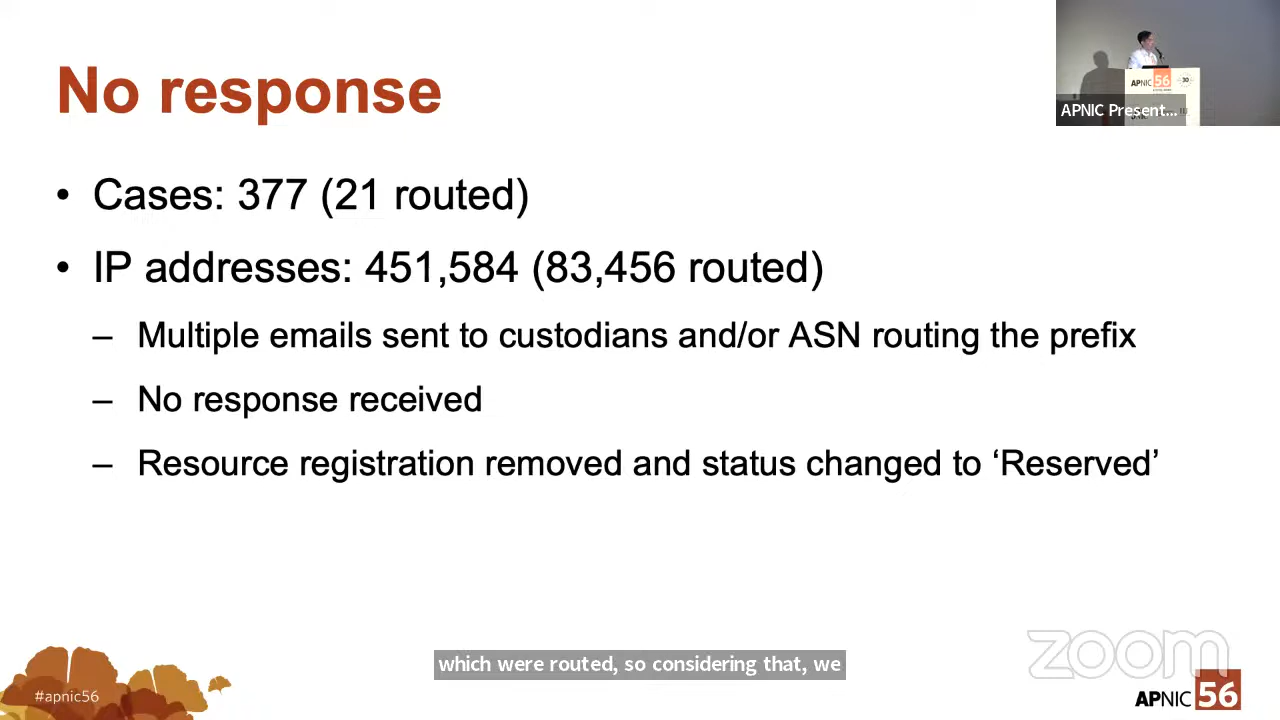 No response
• Cases: 377 (21 routed)
• IP addresses: 451,584 (83,456 routed)
– Multiple emails sent to custodians and/or ASN routing the prefix
– No response received
– Resource registration removed and status changed to ‘Reserved’
APNIC 56
APNIC Present...
which were routed, so considering that, we
#apnic56
zoom
APNIC 56